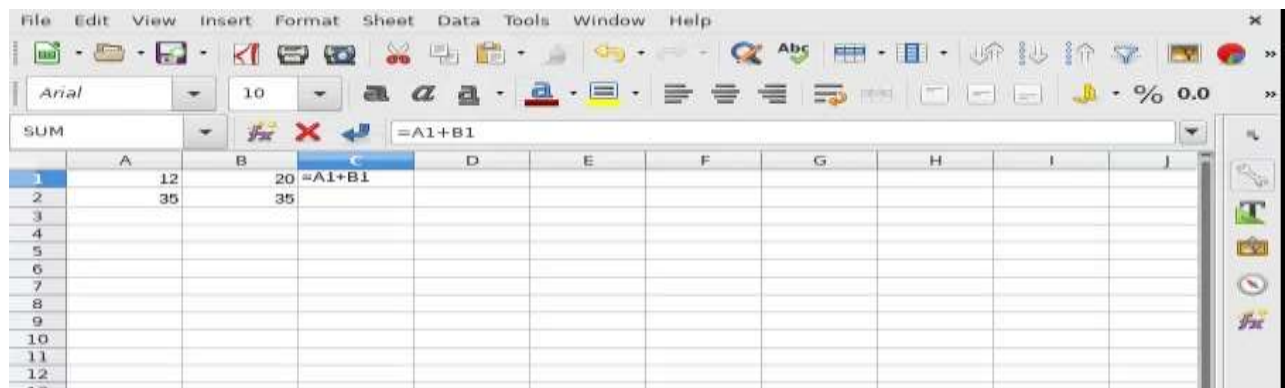 File Edit View Insert Format Sheet Data Tools Window Help
Abc
Arial 10 a a a a % 0.0
SUM =A1+B1
A B C D E F G H I J
1 12 20 =A1+B1
2 35 35
3
4
5
6
7
8
9
10
11
12